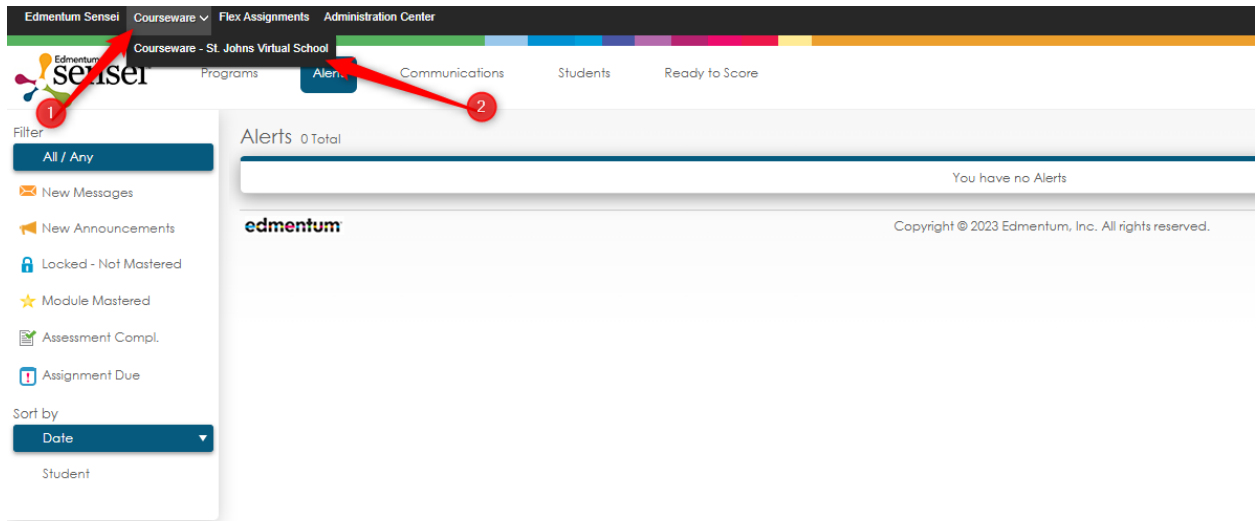 Edmentum Sensei Courseware Flex Assignments Administration Center
Courseware - St. Johns Virtual School
Edmentum
sensei
Programs Alerts Communications Students Ready to Score
1
2
Filter
All / Any
New Messages
New Announcements
Locked - Not Mastered
Module Mastered
Assessment Compl.
Assignment Due
Sort by
Date
Student
Alerts 0 Total
You have no Alerts
edmentum
Copyright © 2023 Edmentum, Inc. All rights reserved.